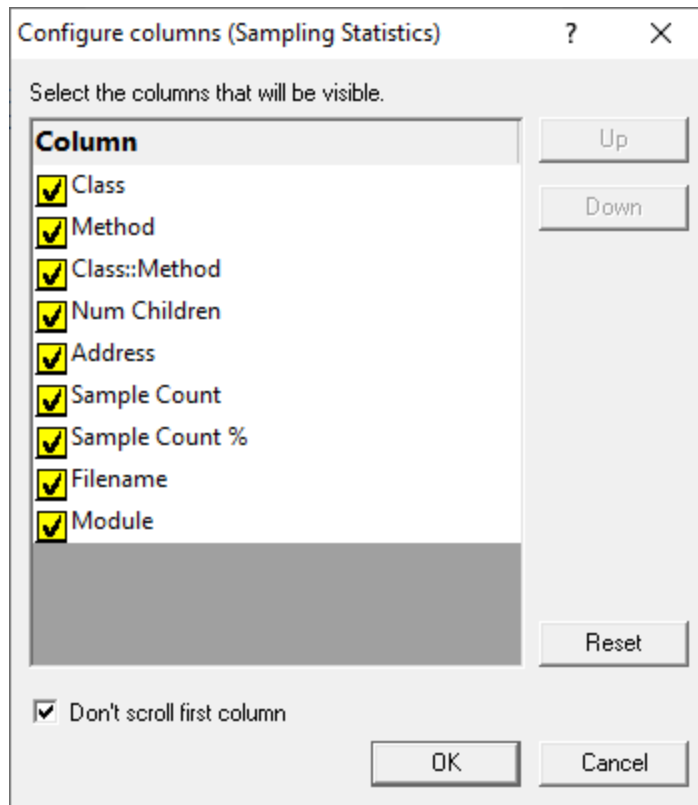 Configure columns (Sampling Statistics)
?
Select the columns that will be visible.
Column
Class
Method
Class::Method
Num Children
Address
Sample Count
Sample Count %
Filename
Module
Up
Down
Reset
Don't scroll first column
OK
Cancel